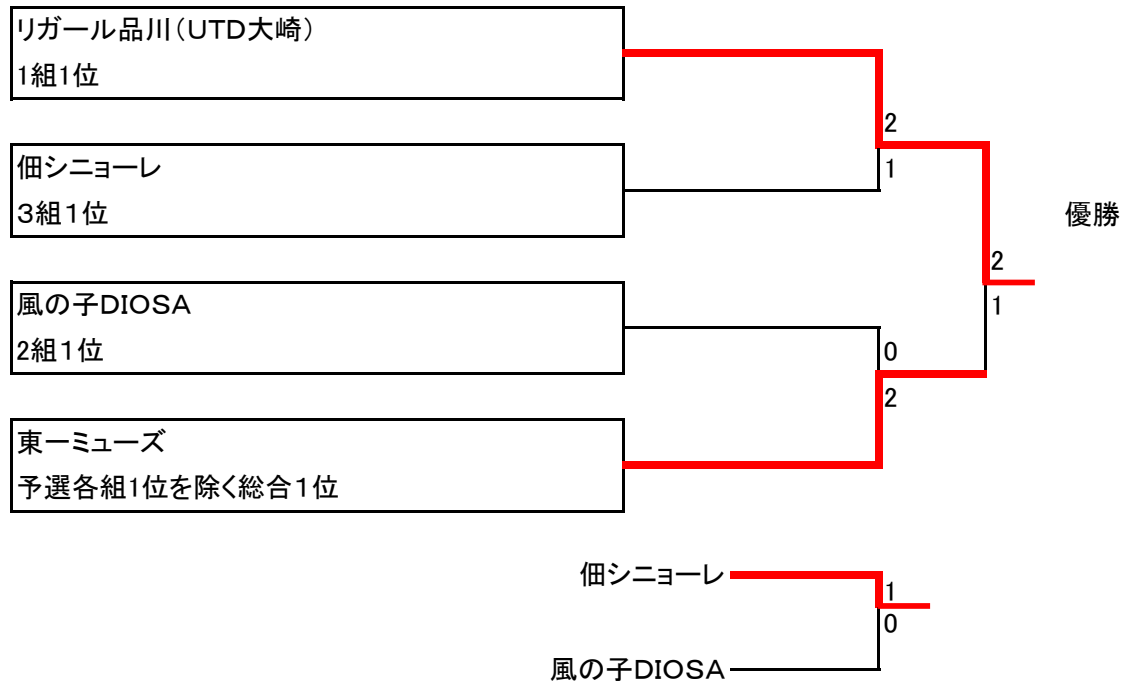 リガール品川（UTD大崎）
1組1位
2
佃シニョーレ
1
３組１位
優勝
2
風の子DIOSA
1
2組１位
0
2
東一ミューズ
予選各組1位を除く総合１位
佃シニョーレ
1
0
風の子DIOSA